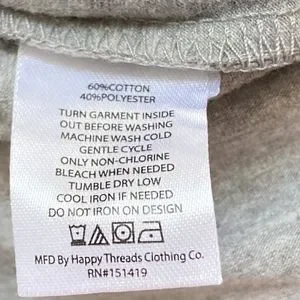 60%COTTON
40%POLYESTER
TURN GARMENT INSIDE
OUT BEFORE WASHING
MACHINE WASH COLD
GENTLE CYCLE
ONLY NON-CHLORINE
BLEACH WHEN NEEDED
TUMBLE DRY LOW
COOL IRON IF NEEDED
DO NOT IRON ON DESIGN
MFD By Happy Threads Clothing Co.
RN#151419